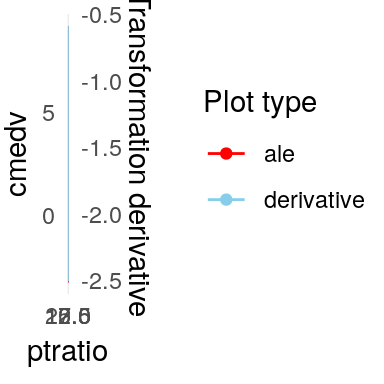 -0.5
-1.0
-1.5
-2.0
-2.5
5
0
cmedv
Transformation derivative
ptratio
Plot type
ale
derivative